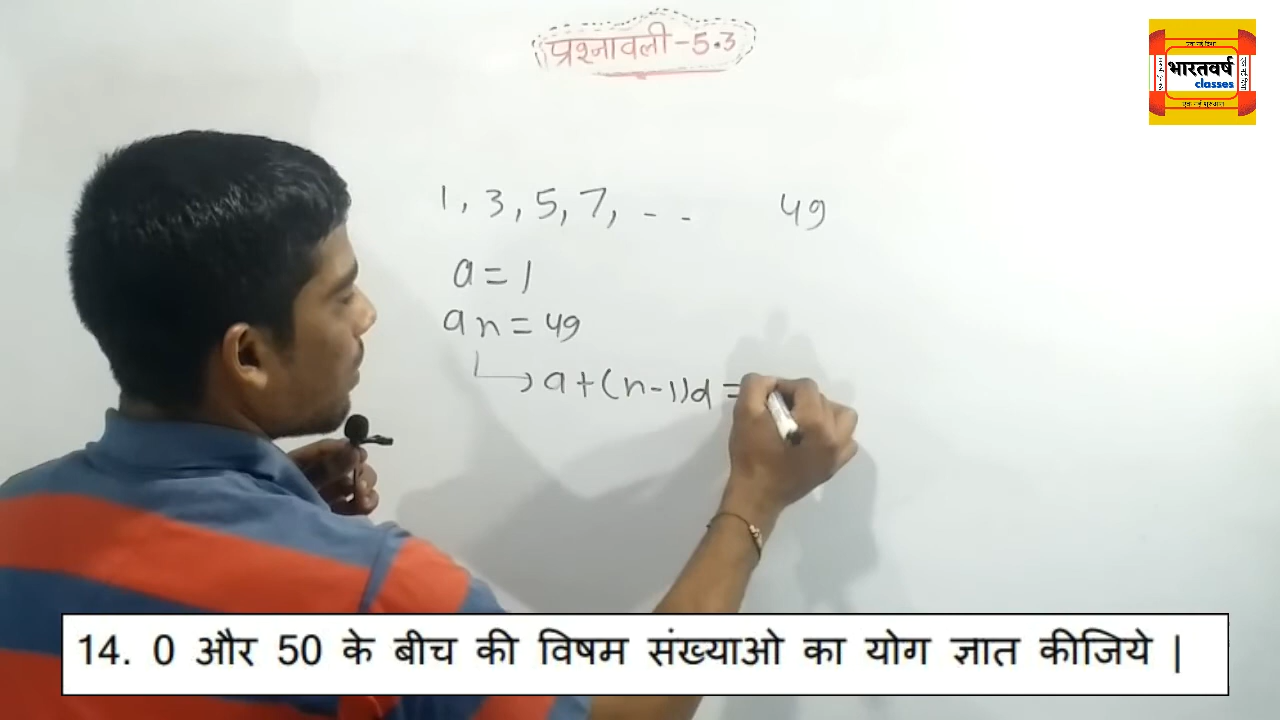 प्रश्नावली-5.3
भारतवर्ष
classes
1, 3, 5, 7, - - 49
a = 1
an = 49
a + (n-1)d =
14. 0 और 50 के बीच की विषम संख्याओ का योग ज्ञात कीजिये |